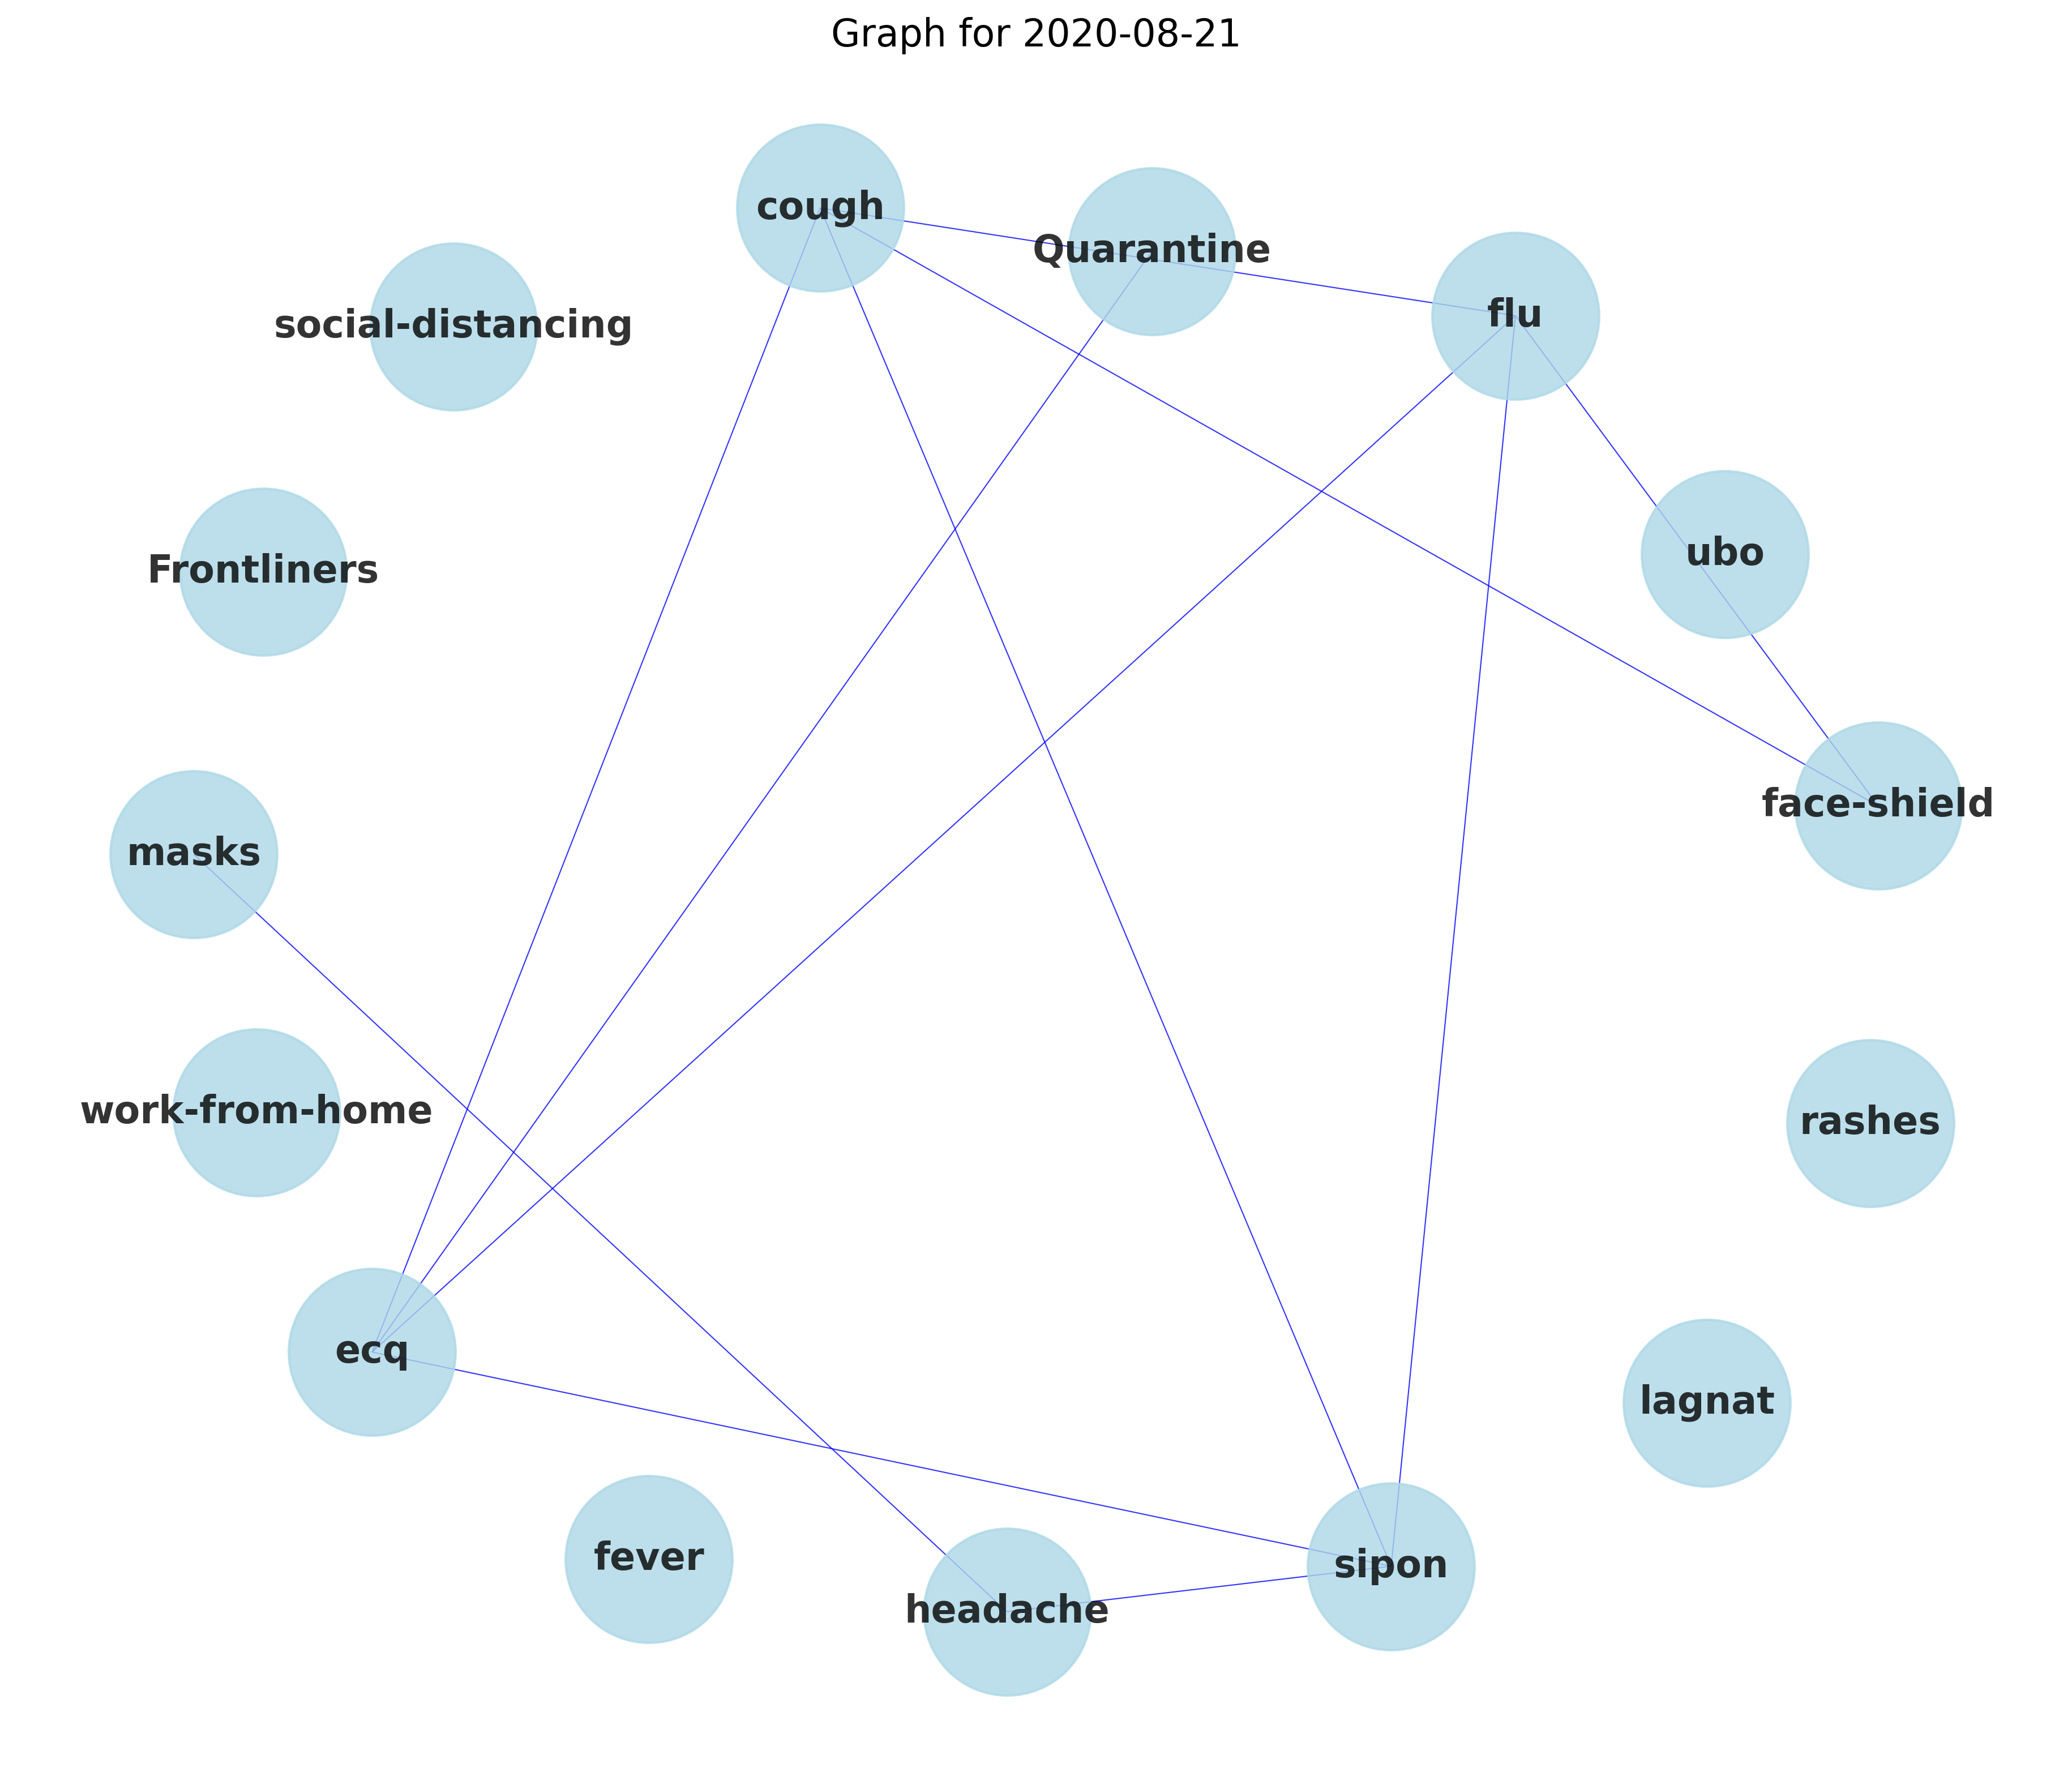 Graph for 2020-08-21
cough
Quarantine
flu
social-distancing
ubo
Frontliners
face-shield
masks
work-from-home
rashes
ecq
lagnat
fever
sipon
headache